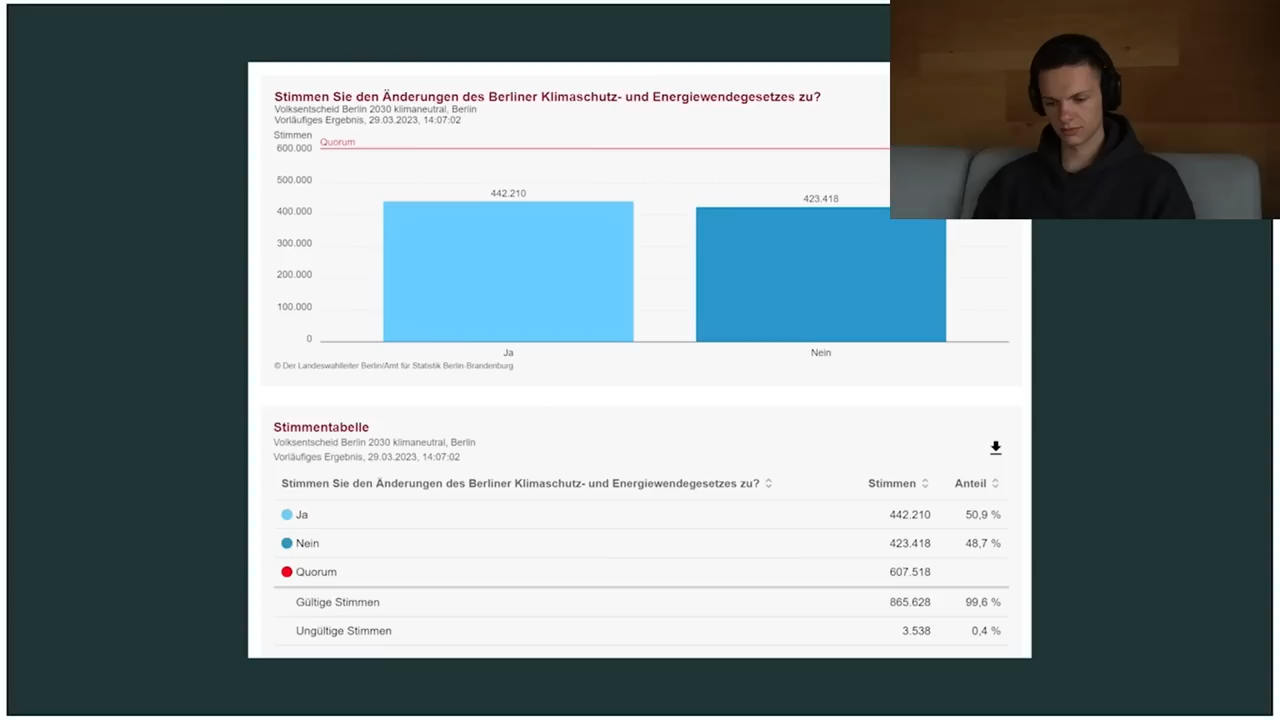 Stimmen Sie den Änderungen des Berliner Klimaschutz- und Energiewendegesetzes zu?
Volksentscheid Berlin 2030 klimaneutral, Berlin
Vorläufiges Ergebnis, 29.03.2023, 14:07:02
Stimmen
600.000
Quorum
500.000
442.210
423.418
400.000
300.000
200.000
100.000
0
Ja
Nein
© Der Landeswahlleiter Berlin/Amt für Statistik Berlin-Brandenburg
Stimmentabelle
Volksentscheid Berlin 2030 klimaneutral, Berlin
Vorläufiges Ergebnis, 29.03.2023, 14:07:02
Stimmen Sie den Änderungen des Berliner Klimaschutz- und Energiewendegesetzes zu? Stimmen Anteil
Ja 442.210 50,9 %
Nein 423.418 48,7 %
Quorum 607.518
Gültige Stimmen 865.628 99,6 %
Ungültige Stimmen 3.538 0,4 %